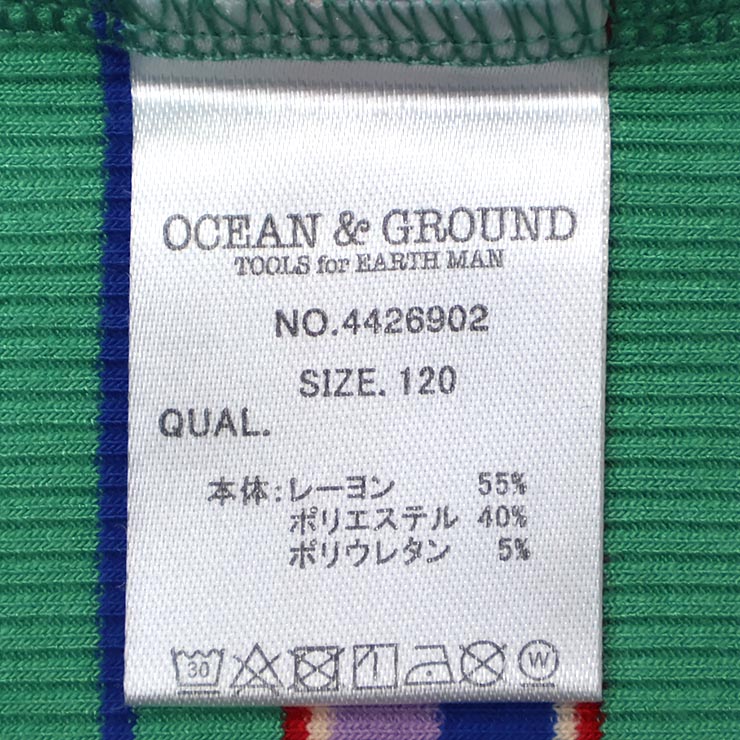 OCEAN & GROUND
TOOLS for EARTH MAN
NO.4426902
SIZE. 120
QUAL.
本体:レーヨン 55%
ポリエステル 40%
ポリウレタン 5%
30 W